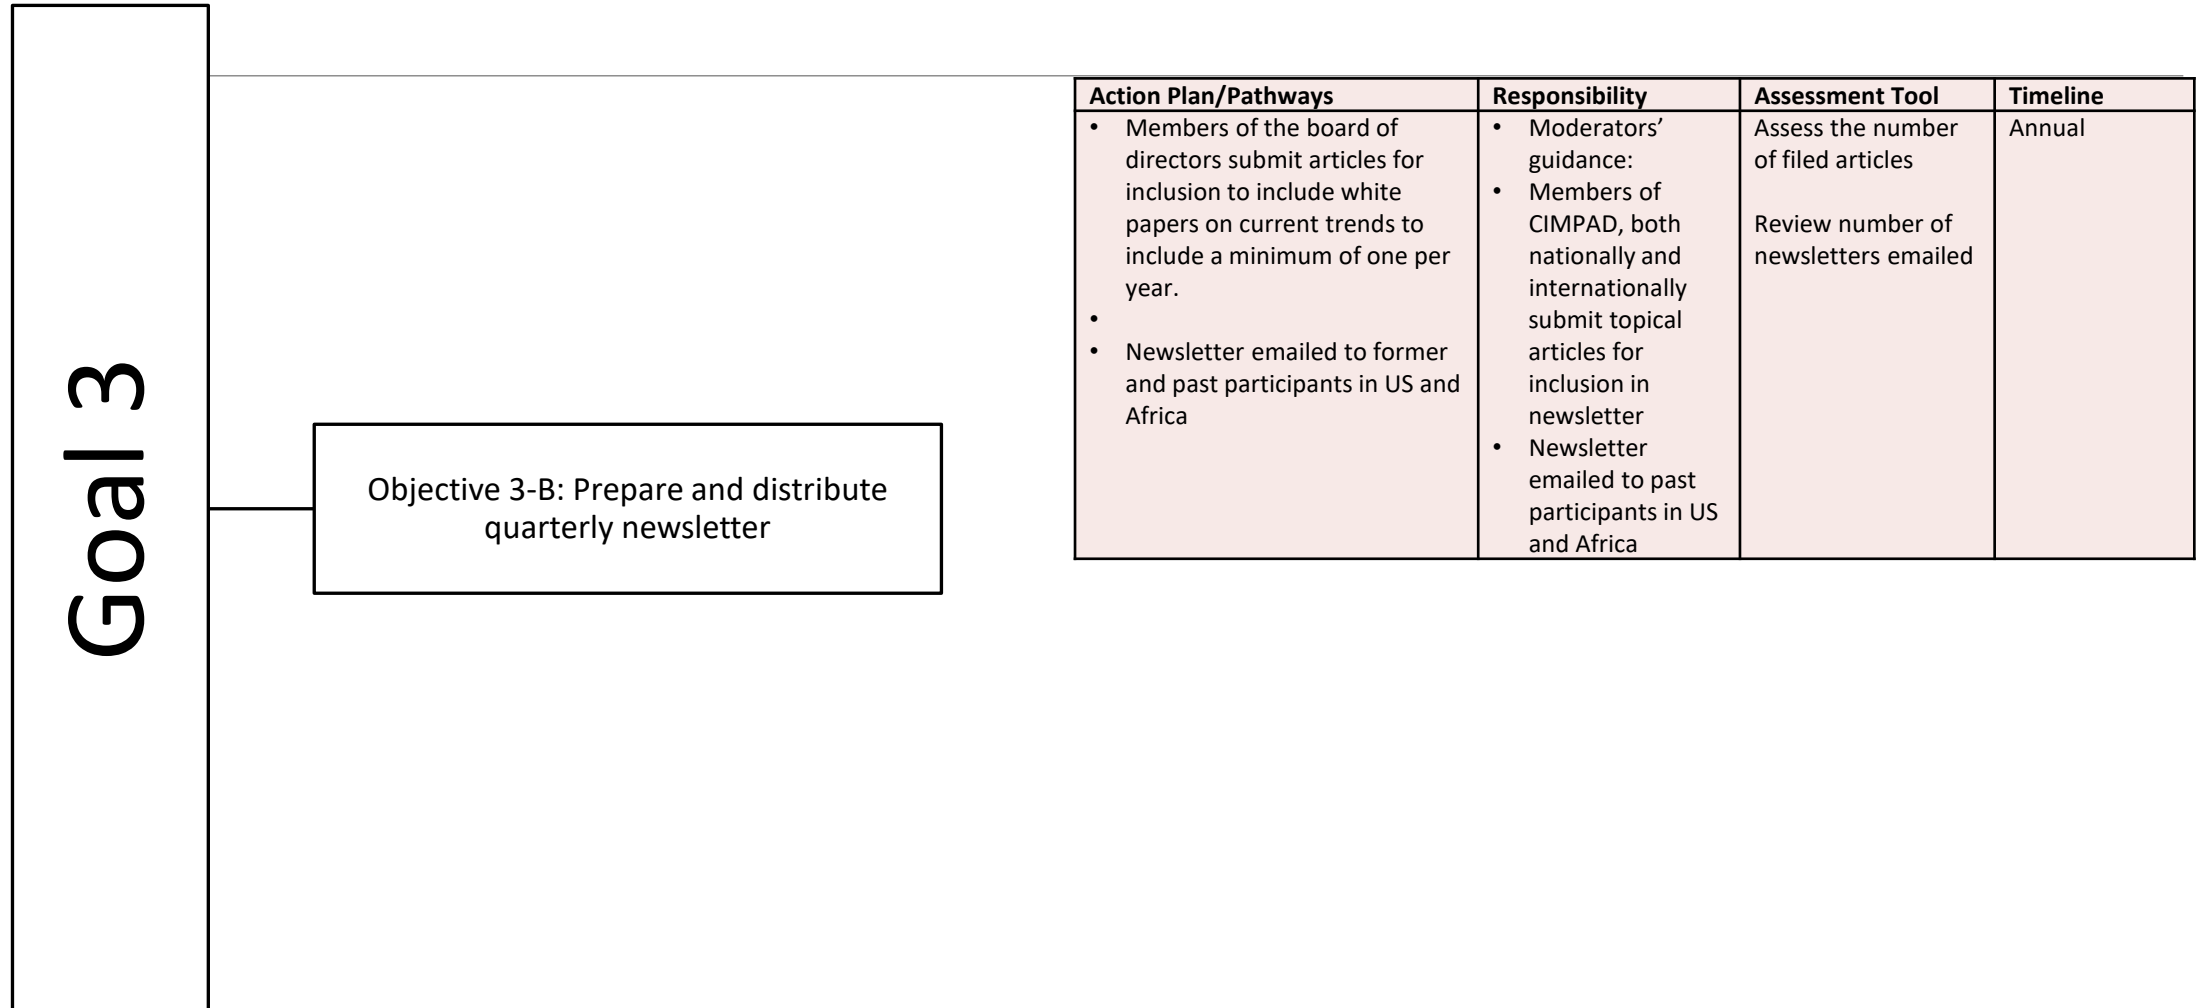 Goal 3
Objective 3-B: Prepare and distribute
quarterly newsletter
Action Plan/Pathways
• Members of the board of
directors submit articles for
inclusion to include white
papers on current trends to
include a minimum of one per
year.
•
• Newsletter emailed to former
and past participants in US and
Africa
Responsibility
• Moderators’
guidance:
• Members of
CIMPAD, both
nationally and
internationally
submit topical
articles for
inclusion in
newsletter
• Newsletter
emailed to past
participants in US
and Africa
Assessment Tool
Assess the number
of filed articles
Review number of
newsletters emailed
Timeline
Annual